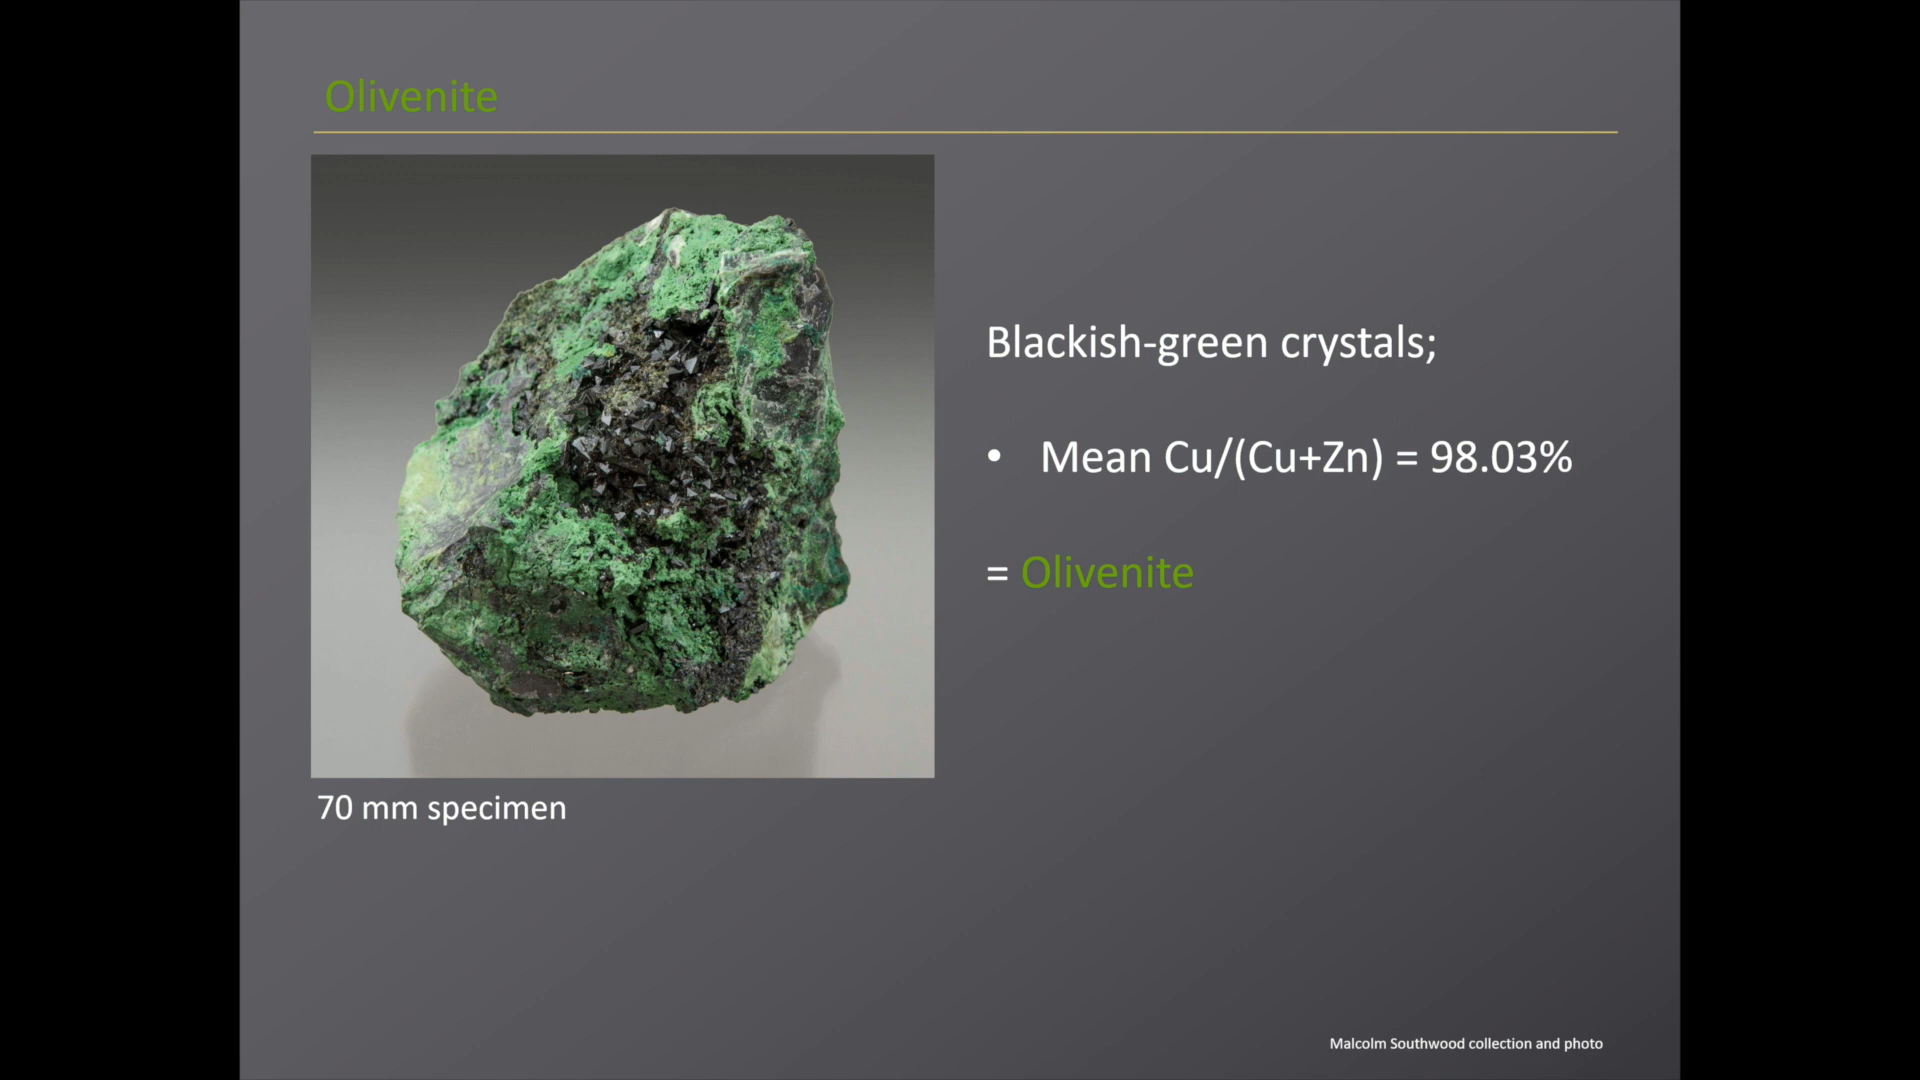 Olivenite
Blackish-green crystals;
• Mean Cu/(Cu+Zn) = 98.03%
= Olivenite
70 mm specimen
Malcolm Southwood collection and photo